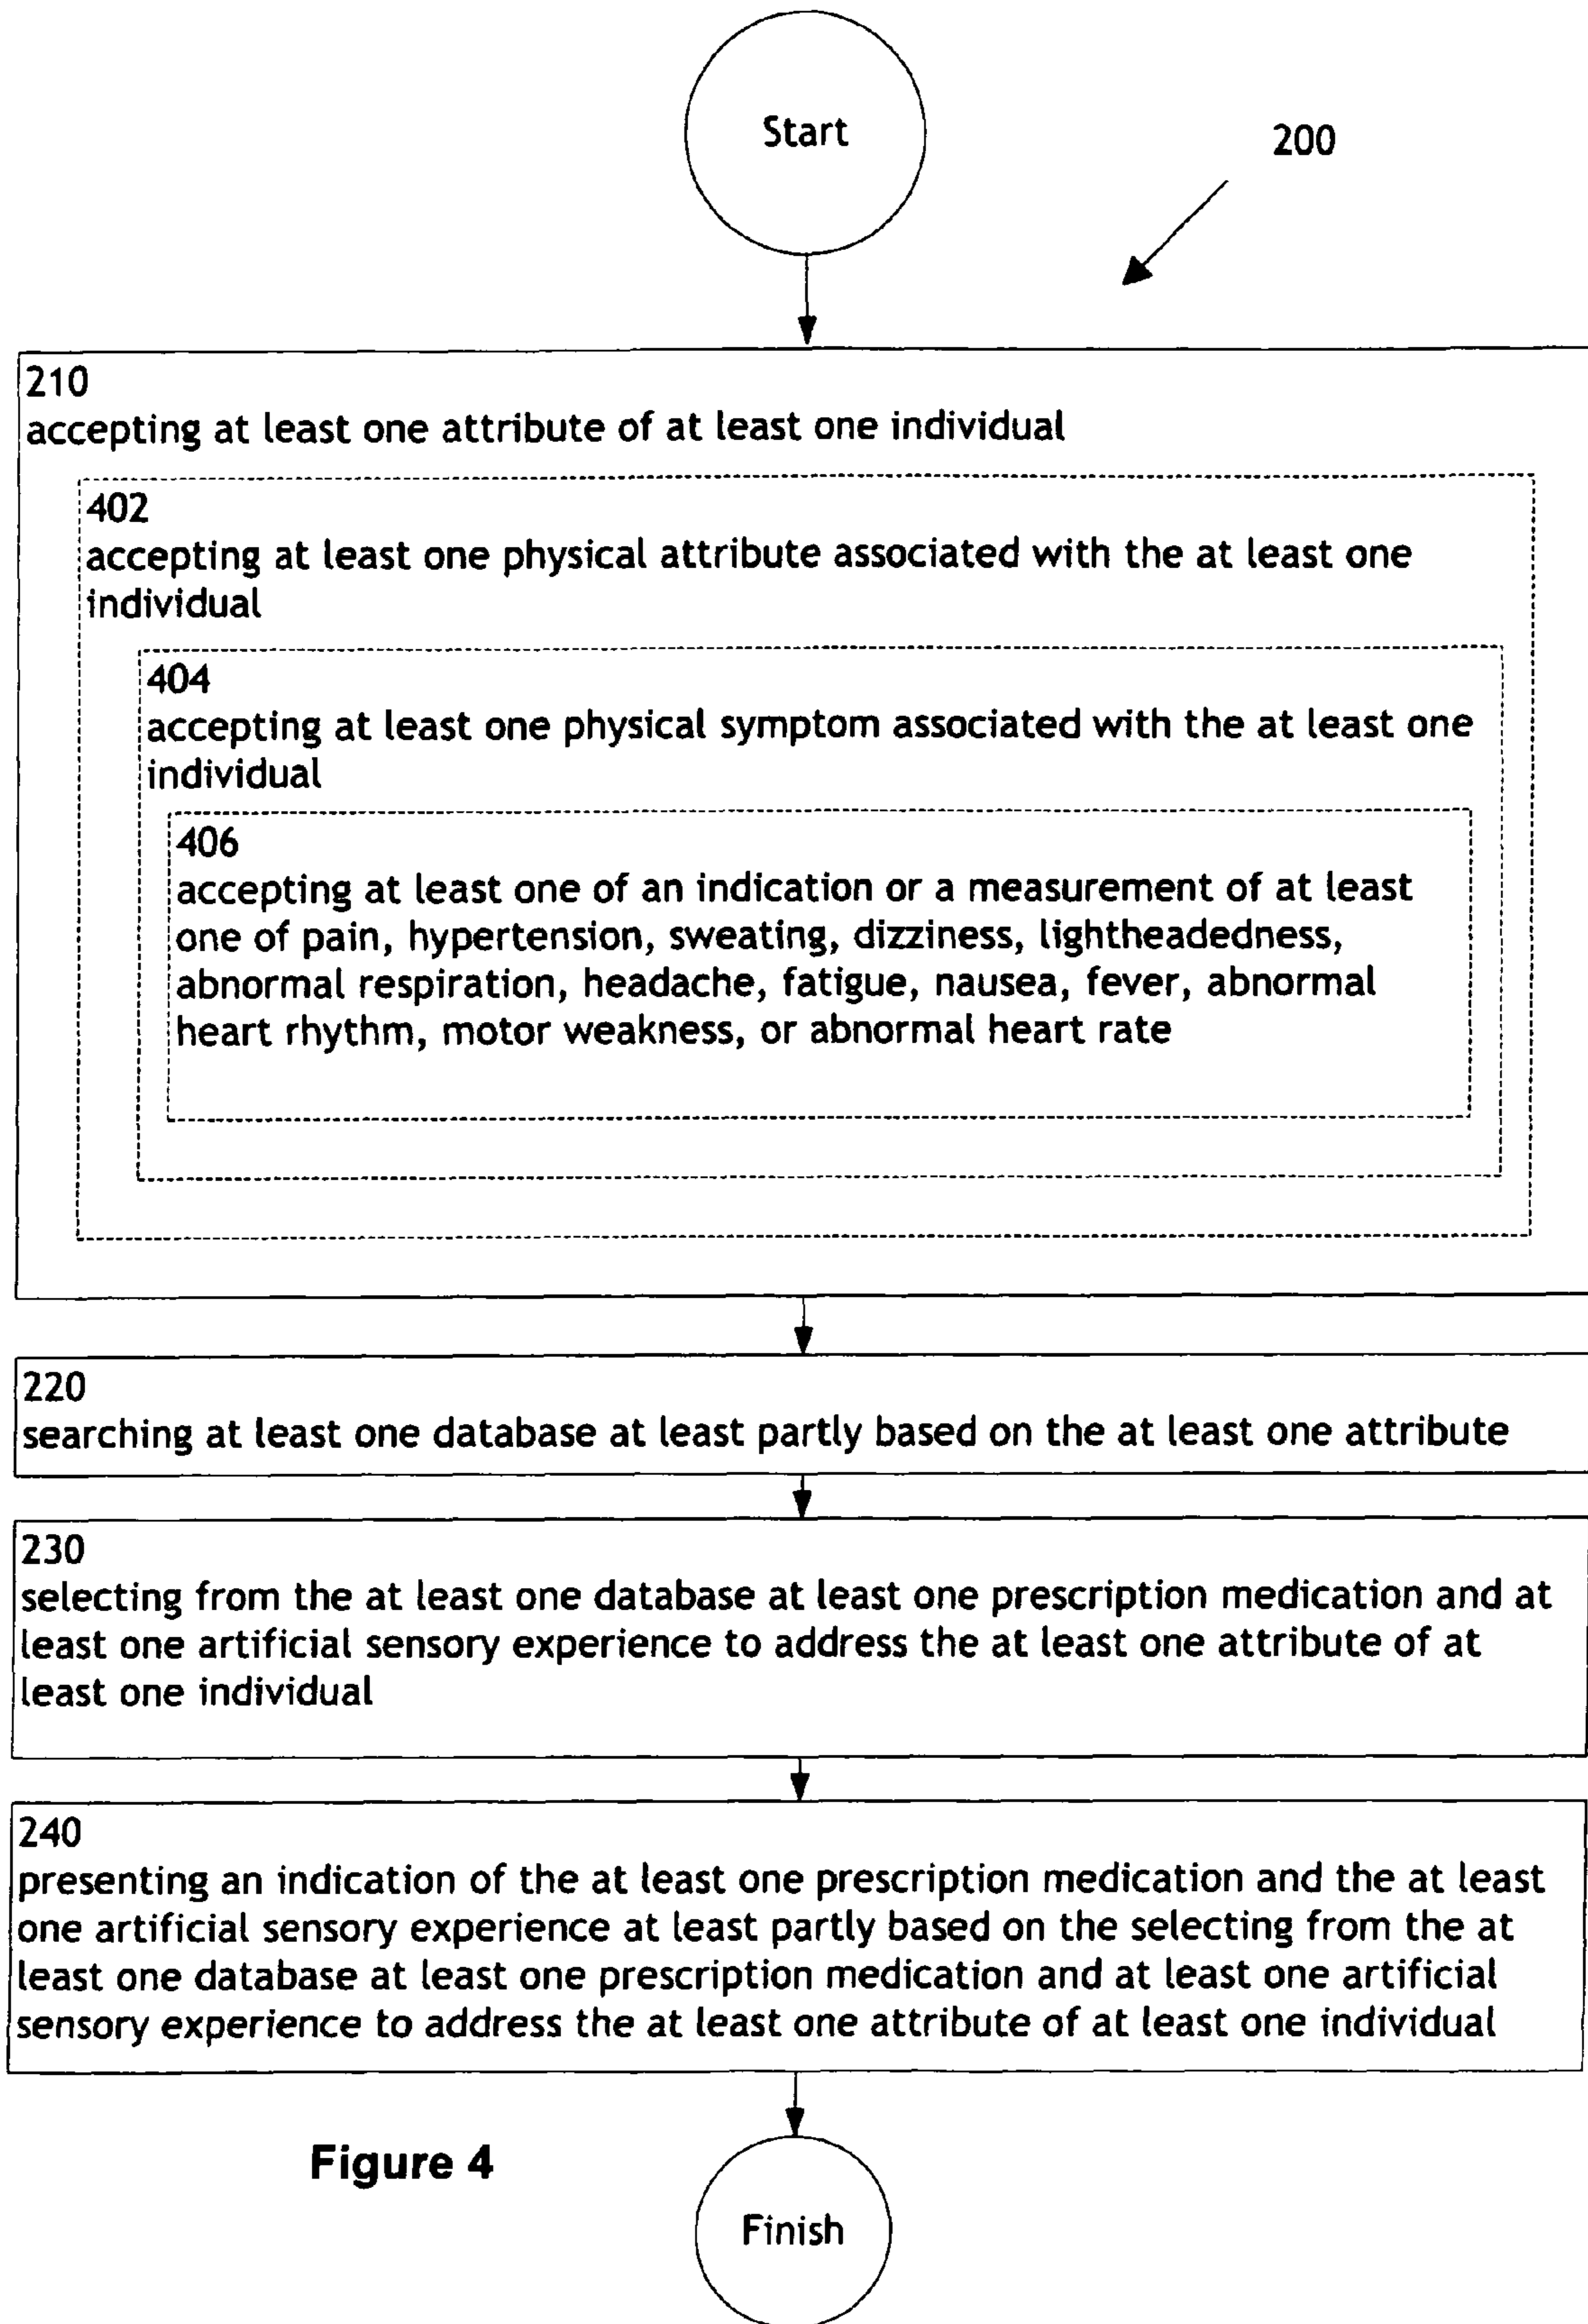 Start
200
210
accepting at least one attribute of at least one individual
402
accepting at least one physical attribute associated with the at least one
individual
404
accepting at least one physical symptom associated with the at least one
individual
406
accepting at least one of an indication or a measurement of at least
one of pain, hypertension, sweating, dizziness, lightheadedness,
abnormal respiration, headache, fatigue, nausea, fever, abnormal
heart rhythm, motor weakness, or abnormal heart rate
220
searching at least one database at least partly based on the at least one attribute
230
selecting from the at least one database at least one prescription medication and at
least one artificial sensory experience to address the at least one attribute of at
least one individual
240
presenting an indication of the at least one prescription medication and the at least
one artificial sensory experience at least partly based on the selecting from the at
least one database at least one prescription medication and at least one artificial
sensory experience to address the at least one attribute of at least one individual
Figure 4
Finish